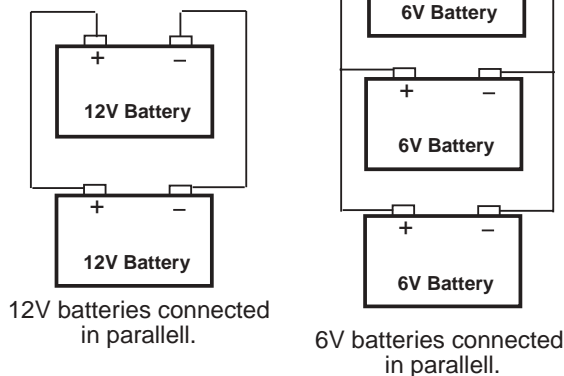 + −
12V Battery
+ −
12V Battery
12V batteries connected
in parallell.
6V Battery
+ −
6V Battery
+ −
6V Battery
6V batteries connected
in parallell.